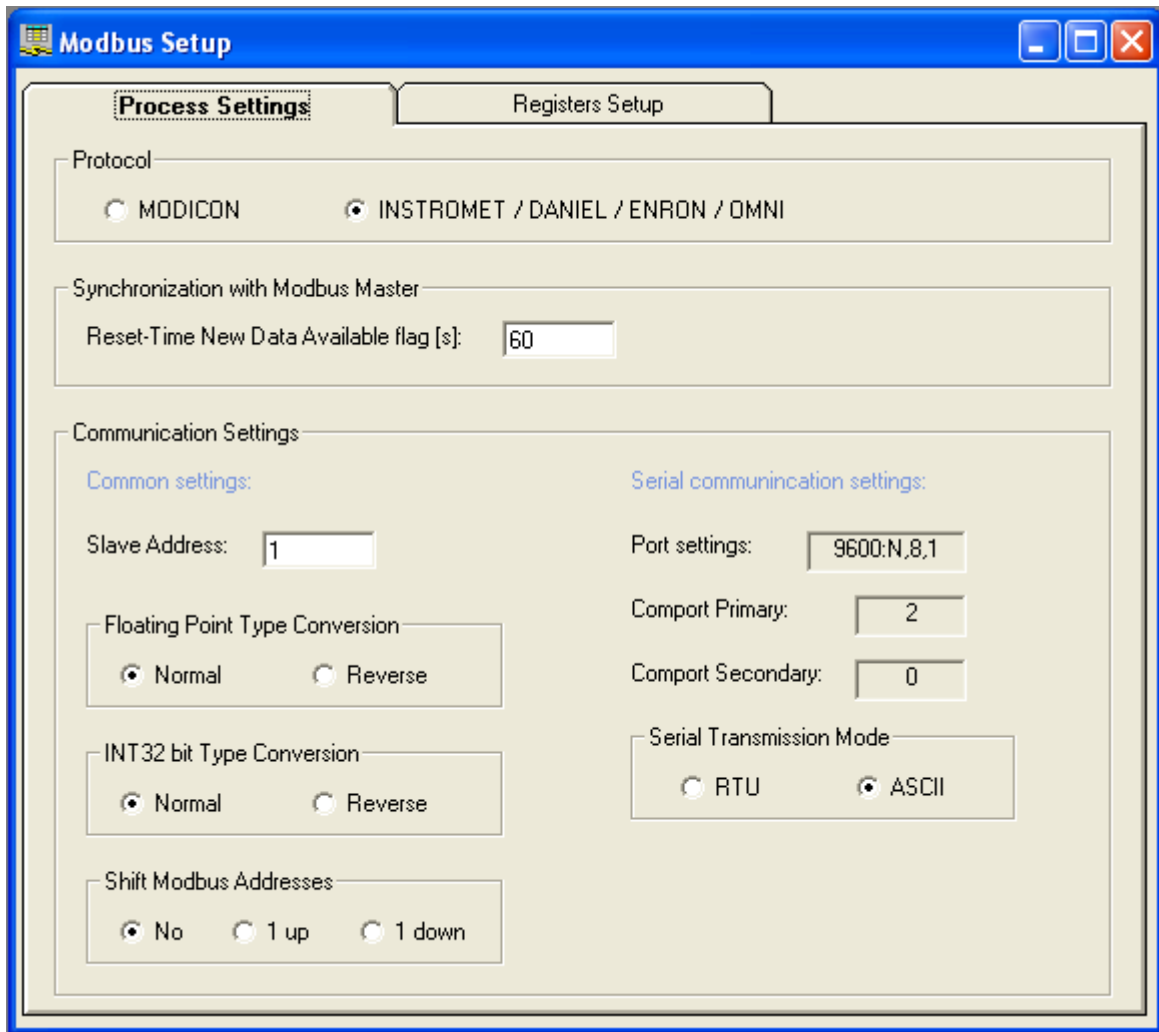 Modbus Setup
Process Settings
Registers Setup
Protocol
MODICON
INSTROMET / DANIEL / ENRON / OMNI
Synchronization with Modbus Master
Reset-Time New Data Available flag [s]:
60
Communication Settings
Common settings:
Slave Address:
1
Floating Point Type Conversion
Normal
Reverse
INT32 bit Type Conversion
Normal
Reverse
Shift Modbus Addresses
No
1 up
1 down
Serial communincation settings:
Port settings:
9600:N,8,1
Comport Primary:
2
Comport Secondary:
0
Serial Transmission Mode
RTU
ASCII